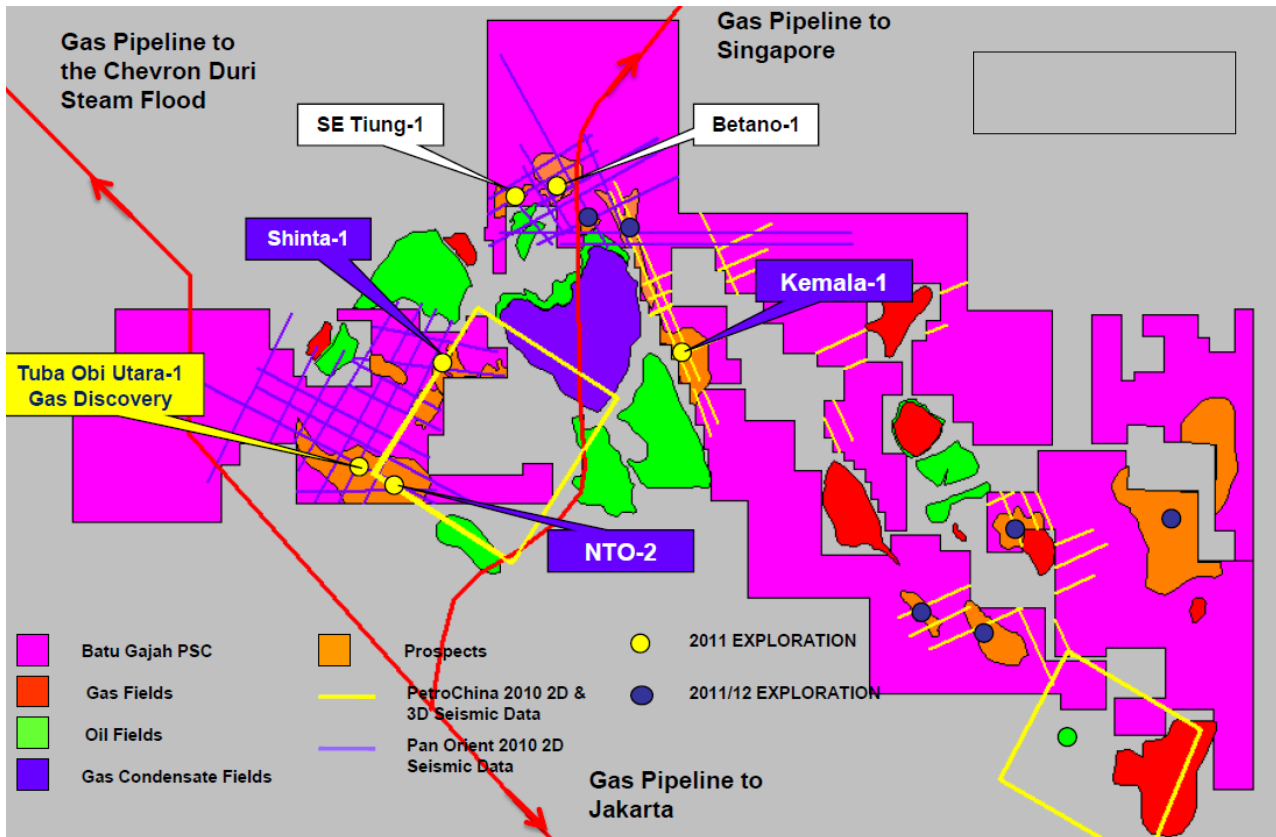 Gas Pipeline to
the Chevron Duri
Steam Flood
Gas Pipeline to
Singapore
SE Tiung-1
Betano-1
Shinta-1
Kemala-1
Tuba Obi Utara-1
Gas Discovery
NTO-2
Batu Gajah PSC
Gas Fields
Oil Fields
Gas Condensate Fields
Prospects
PetroChina 2010 2D &
3D Seismic Data
Pan Orient 2010 2D
Seismic Data
2011 EXPLORATION
2011/12 EXPLORATION
Gas Pipeline to
Jakarta